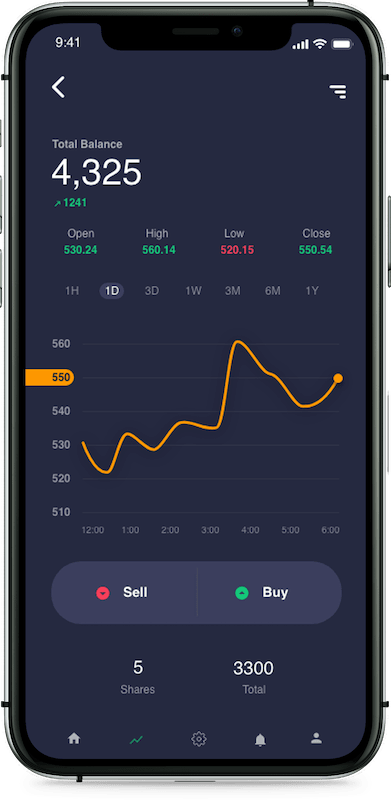 9:41
Total Balance
4,325
↗ 1241
Open High Low Close
530.24 560.14 520.15 550.54
1H 1D 3D 1W 3M 6M 1Y
560
550
540
530
520
510
12:00 1:00 2:00 3:00 4:00 5:00 6:00
Sell Buy
5 3300
Shares Total